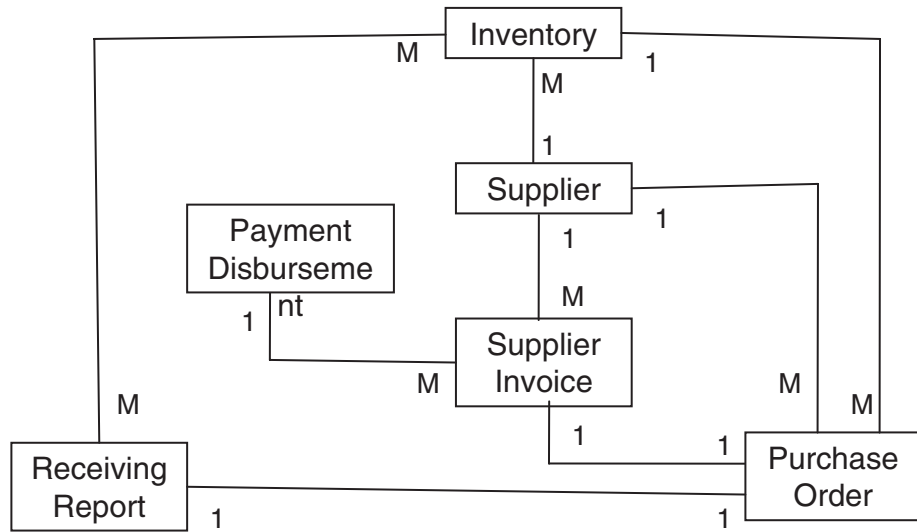 Inventory
M
1
M
1
Supplier
1
1
Payment
Disburseme
nt
1
M
Supplier
Invoice
M
M
M
M
1
1
Receiving
Report
Purchase
Order
1
1